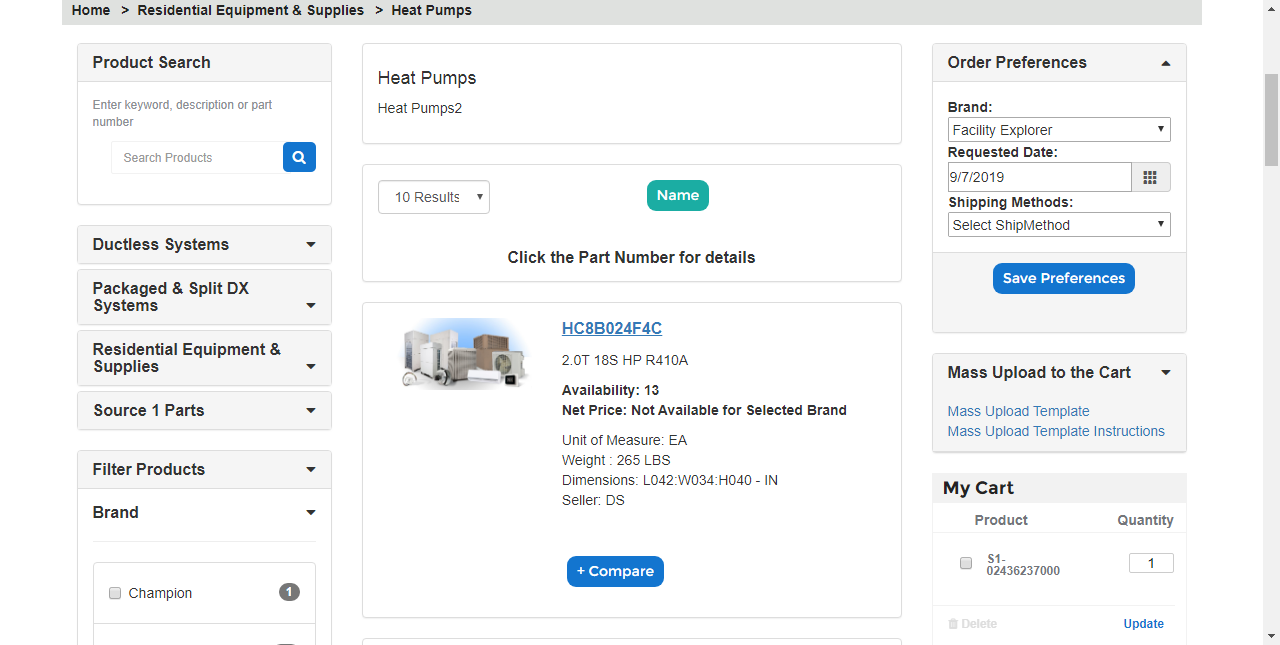 Home > Residential Equipment & Supplies > Heat Pumps
Product Search
Enter keyword, description or part
number
Search Products
Ductless Systems
Packaged & Split DX
Systems
Residential Equipment &
Supplies
Source 1 Parts
Filter Products
Brand
Champion
1
Heat Pumps
Heat Pumps2
10 Results
Name
Click the Part Number for details
HC8B024F4C
2.0T 18S HP R410A
Availability: 13
Net Price: Not Available for Selected Brand
Unit of Measure: EA
Weight : 265 LBS
Dimensions: L042:W034:H040 - IN
Seller: DS
+ Compare
Order Preferences
Brand:
Facility Explorer
Requested Date:
9/7/2019
Shipping Methods:
Select ShipMethod
Save Preferences
Mass Upload to the Cart
Mass Upload Template
Mass Upload Template Instructions
My Cart
Product Quantity
S1-
02436237000
1
Delete Update